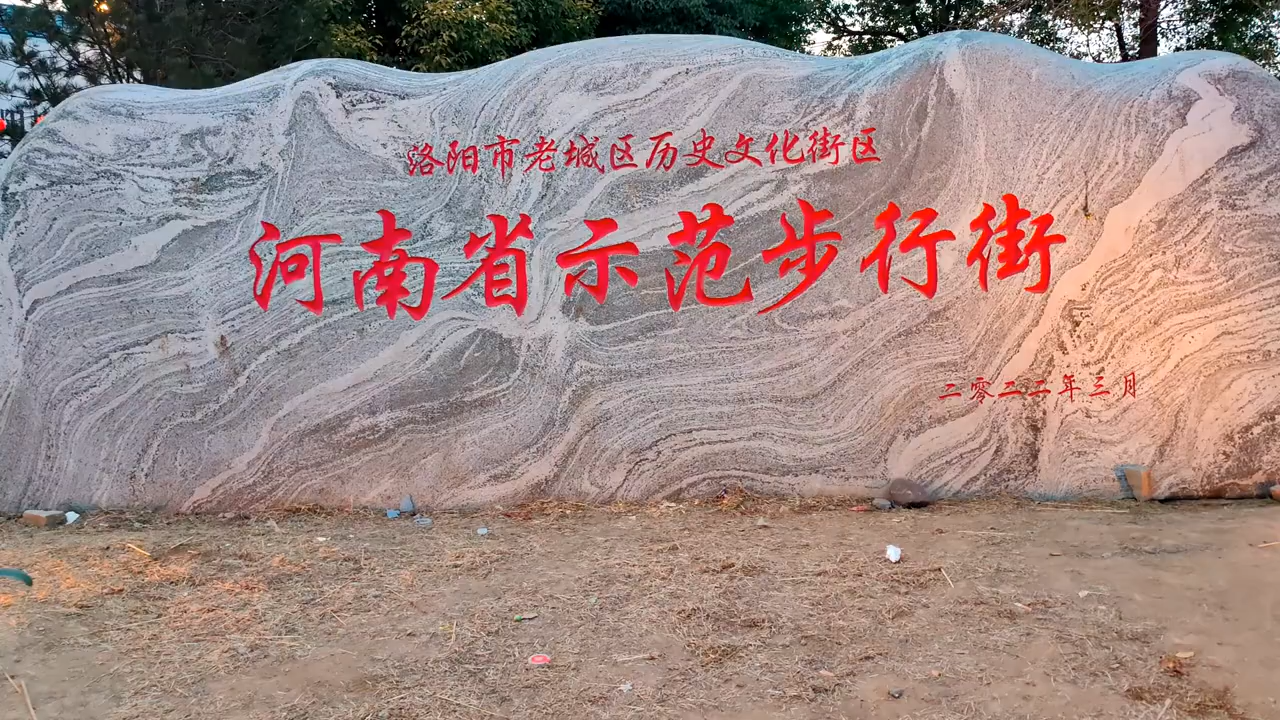 洛阳市老城区历史文化街区
河南省示范步行街
二零二二年三月